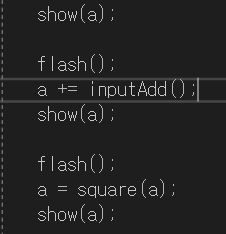 show(a);
flash();
a += inputAdd();
show(a);
flash();
a = square(a);
show(a);